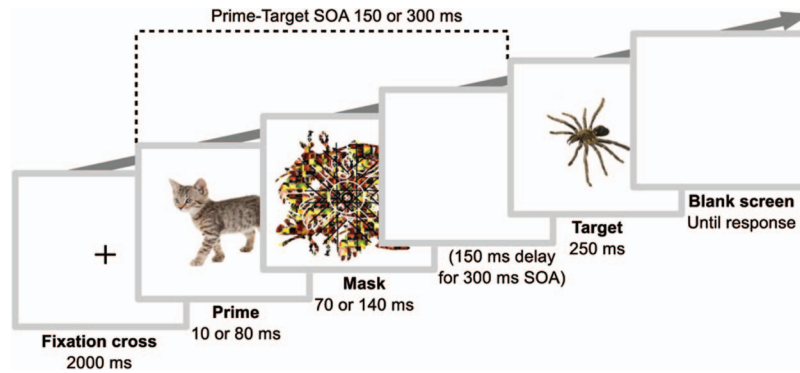 Prime-Target SOA 150 or 300 ms
Fixation cross
2000 ms
Prime
10 or 80 ms
Mask
70 or 140 ms
(150 ms delay
for 300 ms SOA)
Target
250 ms
Blank screen
Until response